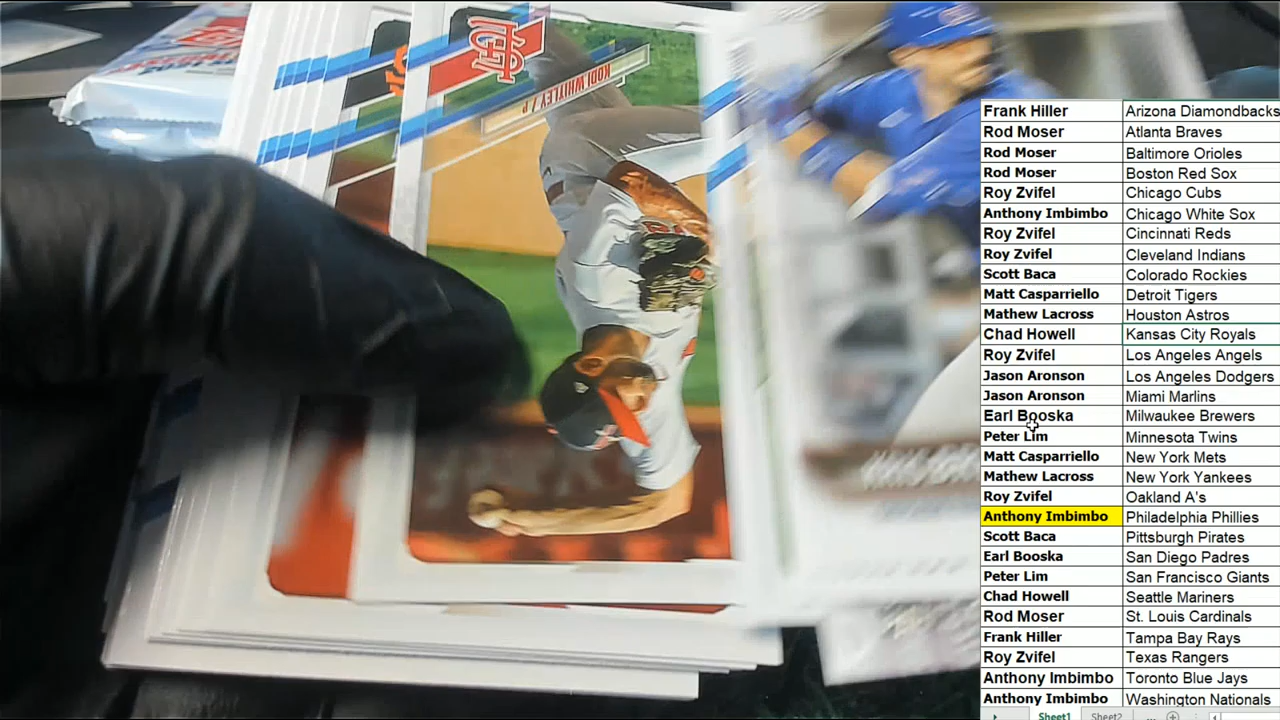 KODI WHITLEY / P
Frank Hiller Arizona Diamondbacks
Rod Moser Atlanta Braves
Rod Moser Baltimore Orioles
Rod Moser Boston Red Sox
Roy Zvifel Chicago Cubs
Anthony Imbimbo Chicago White Sox
Roy Zvifel Cincinnati Reds
Roy Zvifel Cleveland Indians
Scott Baca Colorado Rockies
Matt Casparriello Detroit Tigers
Mathew Lacross Houston Astros
Chad Howell Kansas City Royals
Roy Zvifel Los Angeles Angels
Jason Aronson Los Angeles Dodgers
Jason Aronson Miami Marlins
Earl Booska Milwaukee Brewers
Peter Lim Minnesota Twins
Matt Casparriello New York Mets
Mathew Lacross New York Yankees
Roy Zvifel Oakland A's
Anthony Imbimbo Philadelphia Phillies
Scott Baca Pittsburgh Pirates
Earl Booska San Diego Padres
Peter Lim San Francisco Giants
Chad Howell Seattle Mariners
Rod Moser St. Louis Cardinals
Frank Hiller Tampa Bay Rays
Roy Zvifel Texas Rangers
Anthony Imbimbo Toronto Blue Jays
Anthony Imbimbo Washington Nationals
Sheet1 Sheet2 ...